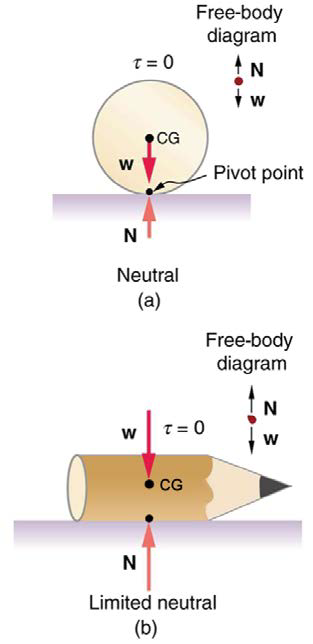 Free-body
diagram
τ = 0
N
w
CG
w
Pivot point
N
Neutral
(a)
Free-body
diagram
N
w
w
τ = 0
CG
N
Limited neutral
(b)